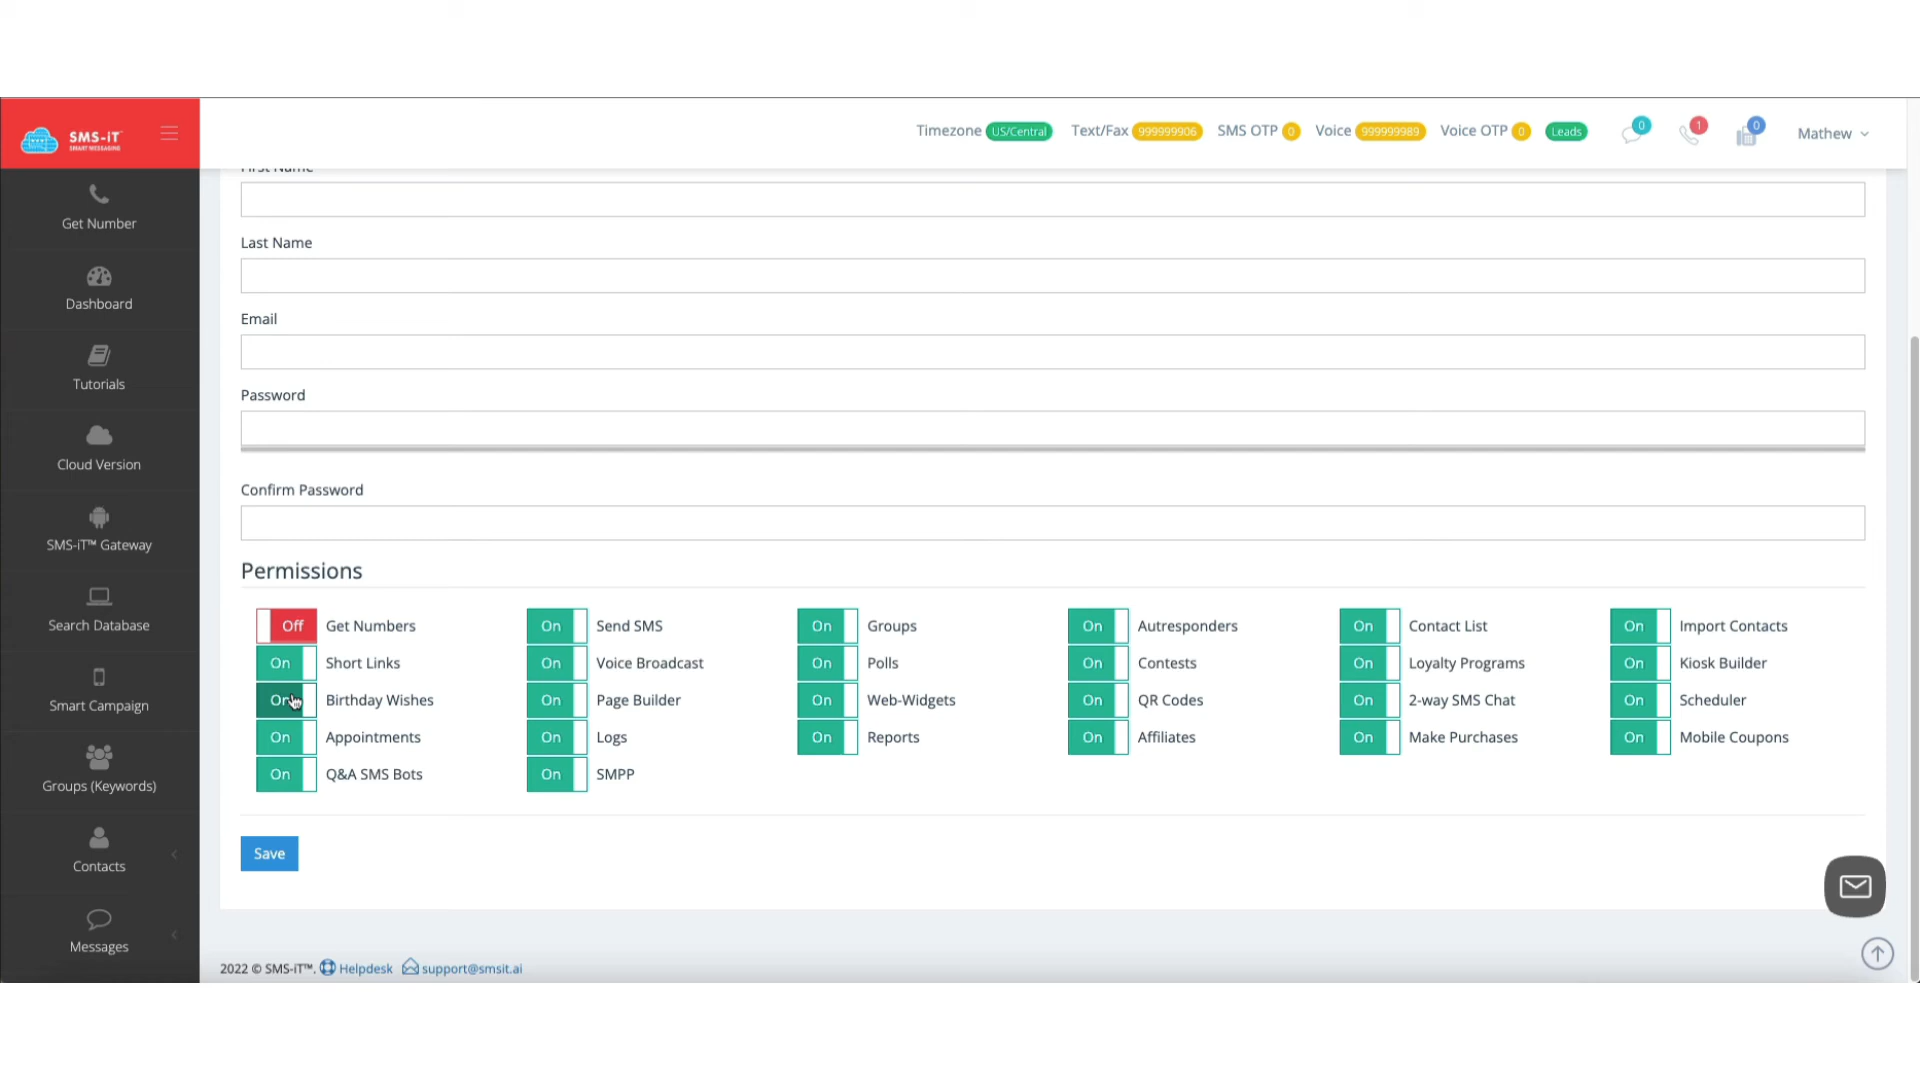 SMS-iT
SMART MESSAGING
Timezone US/Central Text/Fax 999999906 SMS OTP 0 Voice 999999989 Voice OTP 0 Leads 0 1 0 Mathew
Get Number
Dashboard
Tutorials
Cloud Version
SMS-iT™ Gateway
Search Database
Smart Campaign
Groups (Keywords)
Contacts
Messages
First Name
Last Name
Email
Password
Confirm Password
Permissions
Off Get Numbers On Send SMS On Groups On Autresponders On Contact List On Import Contacts
On Short Links On Voice Broadcast On Polls On Contests On Loyalty Programs On Kiosk Builder
On Birthday Wishes On Page Builder On Web-Widgets On QR Codes On 2-way SMS Chat On Scheduler
On Appointments On Logs On Reports On Affiliates On Make Purchases On Mobile Coupons
On Q&A SMS Bots On SMPP
Save
2022 © SMS-iT™. Helpdesk support@smsit.ai